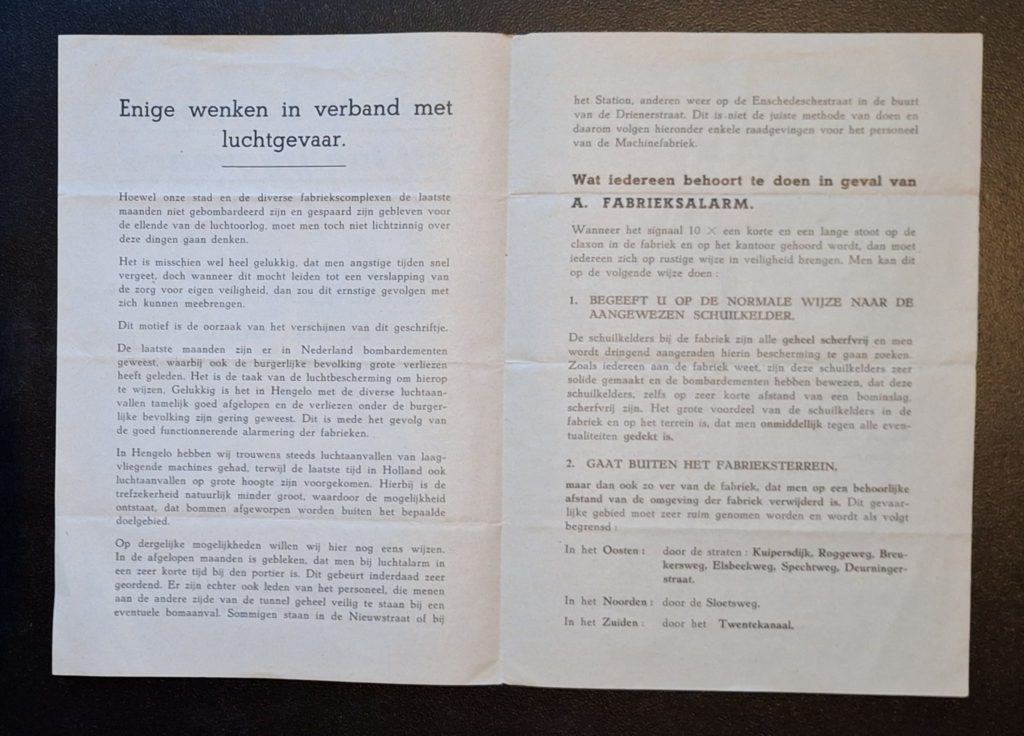 Enige wenken in verband met
luchtgevaar.
Hoewel onze stad en de diverse fabriekscomplexen de laatste
maanden niet gebombardeerd zijn en gespaard zijn gebleven voor
de ellende van de luchtoorlog, moet men toch niet lichtzinnig over
deze dingen gaan denken.
Het is misschien wel heel gelukkig, dat men angstige tijden snel
vergeet, doch wanneer dit mocht leiden tot een verslapping van
de zorg voor eigen veiligheid, dan zou dit ernstige gevolgen met
zich kunnen meebrengen.
Dit motief is de oorzaak van het verschijnen van dit geschriftje.
De laatste maanden zijn er in Nederland bombardementen
geweest, waarbij ook de burgerlijke bevolking grote verliezen
heeft geleden. Het is de taak van de luchtbescherming om hierop
te wijzen. Gelukkig is het in Hengelo met de diverse luchtaan-
vallen tamelijk goed afgelopen en de verliezen onder de burger-
lijke bevolking zijn gering geweest. Dit is mede het gevolg van
de goed functionnerende alarmering der fabrieken.
In Hengelo hebben wij trouwens steeds luchtaanvallen van laag-
vliegende machines gehad, terwijl de laatste tijd in Holland ook
luchtaanvallen op grote hoogte zijn voorgekomen. Hierbij is de
trefzekerheid natuurlijk minder groot, waardoor de mogelijkheid
ontstaat, dat bommen afgeworpen worden buiten het bepaalde
doelgebied.
Op dergelijke mogelijkheden willen wij hier nog eens wijzen.
In de afgelopen maanden is gebleken, dat men bij luchtalarm in
een zeer korte tijd bij den portier is. Dit gebeurt inderdaad zeer
geordend. Er zijn echter ook leden van het personeel, die menen
aan de andere zijde van de tunnel geheel veilig te staan bij een
eventuele bomaanval. Sommigen staan in de Nieuwstraat of bij
het Station, anderen weer op de Enschedeschestraat in de buurt
van de Drienerstraat. Dit is niet de juiste methode van doen en
daarom volgen hieronder enkele raadgevingen voor het personeel
van de Machinefabriek.
Wat iedereen behoort te doen in geval van
A. FABRIEKSALARM.
Wanneer het signaal 10 × een korte en een lange stoot op de
claxon in de fabriek en op het kantoor gehoord wordt, dan moet
iedereen zich op rustige wijze in veiligheid brengen. Men kan dit
op de volgende wijze doen :
1. BEGEEFT U OP DE NORMALE WIJZE NAAR DE
AANGEWEZEN SCHUILKELDER.
De schuilkelders bij de fabriek zijn alle geheel scherfvrij en men
wordt dringend aangeraden hierin bescherming te gaan zoeken.
Zoals iedereen aan de fabriek weet, zijn deze schuilkelders zeer
solide gemaakt en de bombardementen hebben bewezen, dat deze
schuilkelders, zelfs op zeer korte afstand van een bominslag,
scherfvrij zijn. Het grote voordeel van de schuilkelders in de
fabriek en op het terrein is, dat men onmiddellijk tegen alle even-
tualiteiten gedekt is.
2. GAAT BUITEN HET FABRIEKSTERREIN,
maar dan ook zo ver van de fabriek, dat men op een behoorlijke
afstand van de omgeving der fabriek verwijderd is. Dit gevaar-
lijke gebied moet zeer ruim genomen worden en wordt als volgt
begrensd :
In het Oosten : door de straten : Kuipersdijk, Roggeweg, Breu-
kersweg, Elsbeekweg, Spechtweg, Deurninger-
straat.
In het Noorden : door de Sloetsweg.
In het Zuiden : door het Twentekanaal.